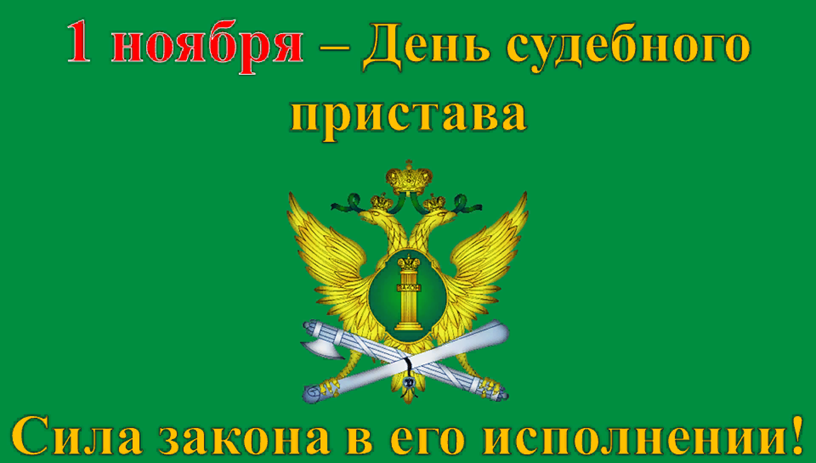 1 ноября – День судебного
пристава
Сила закона в его исполнении!